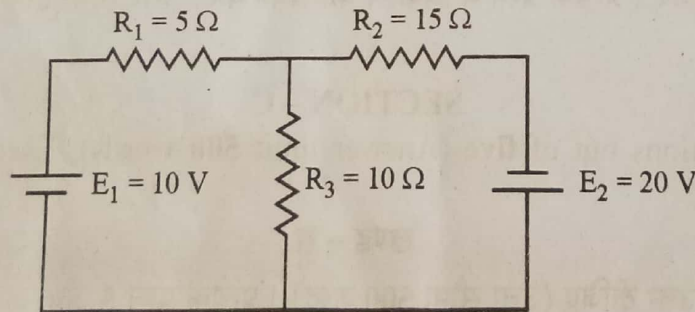 R₁ = 5 Ω
R₂ = 15 Ω
E₁ = 10 V
R₃ = 10 Ω
E₂ = 20 V